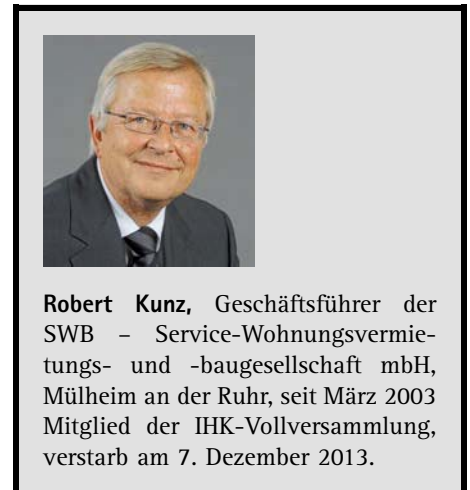 Robert Kunz, Geschäftsführer der
SWB – Service-Wohnungsvermie-
tungs- und -baugesellschaft mbH,
Mülheim an der Ruhr, seit März 2003
Mitglied der IHK-Vollversammlung,
verstarb am 7. Dezember 2013.